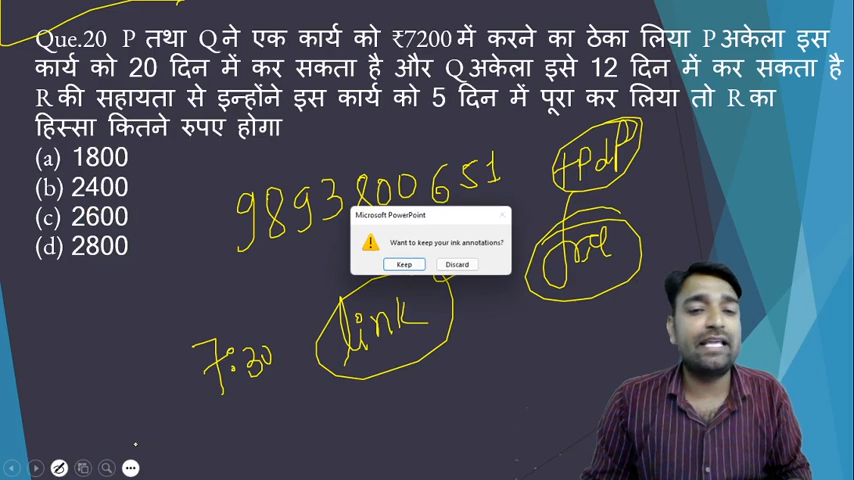 Que.20 P तथा Q ने एक कार्य को ₹7200 में करने का ठेका लिया P अकेला इस
कार्य को 20 दिन में कर सकता है और Q अकेला इसे 12 दिन में कर सकता है
R की सहायता से इन्होंने इस कार्य को 5 दिन में पूरा कर लिया तो R का
हिस्सा कितने रुपए होगा
(a) 1800
(b) 2400
(c) 2600
(d) 2800
9893800651
Microsoft PowerPoint
Want to keep your ink annotations?
Keep
Discard
link
7:30